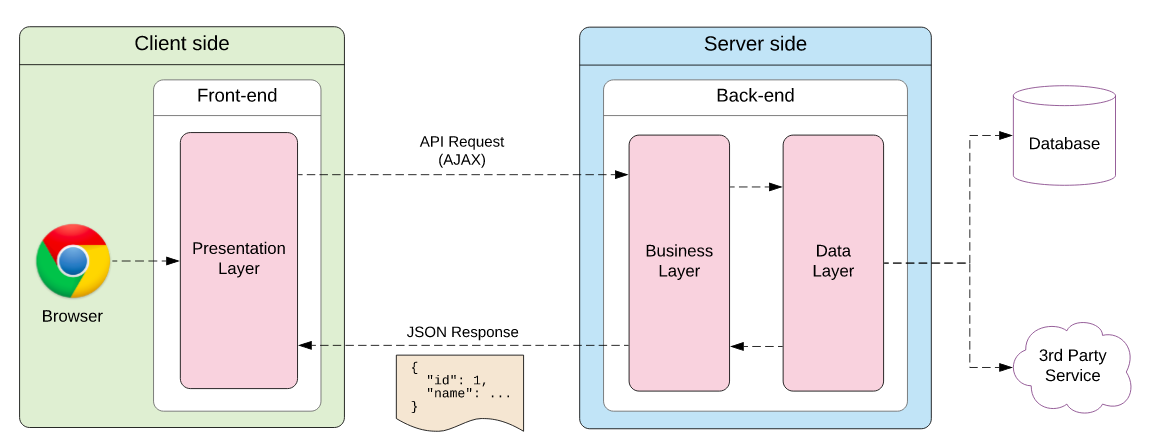 Client side
Front-end
Presentation
Layer
Browser
API Request
(AJAX)
JSON Response
{
  "id": 1,
  "name": ...
}
Server side
Back-end
Business
Layer
Data
Layer
Database
3rd Party
Service